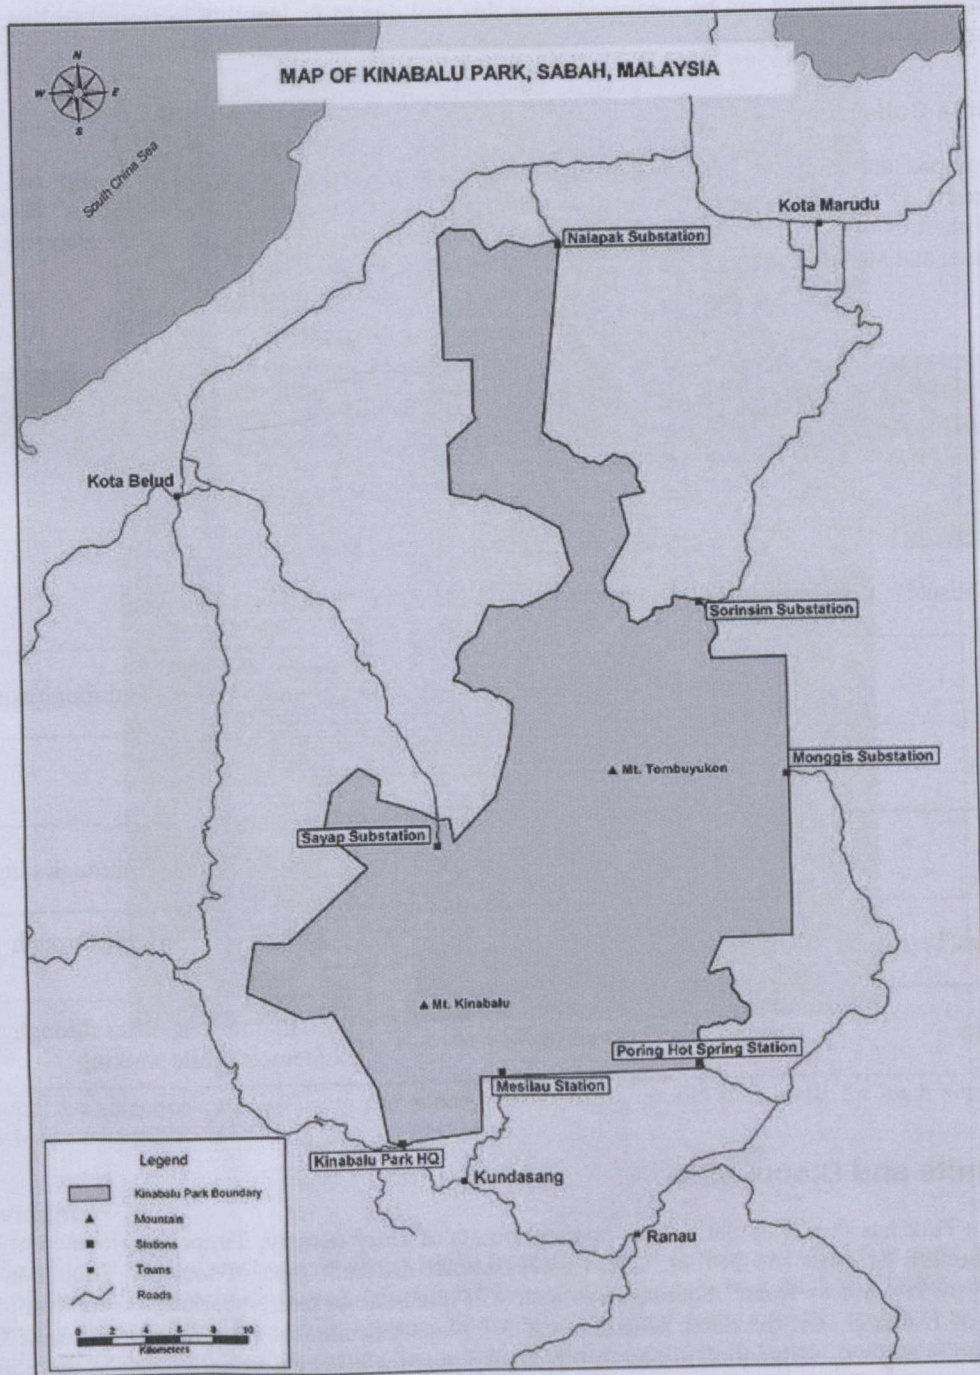 MAP OF KINABALU PARK, SABAH, MALAYSIA
N
W E
S
South China Sea
Kota Marudu
Nalapak Substation
Kota Belud
Sorinsim Substation
Monggis Substation
Mt. Tombuyukon
Sayap Substation
Mt. Kinabalu
Poring Hot Spring Station
Mesilau Station
Kinabalu Park HQ
Kundasang
Ranau
Legend
Kinabalu Park Boundary
Mountain
Stations
Towns
Roads
0 2 4 6 8 10
Kilometers